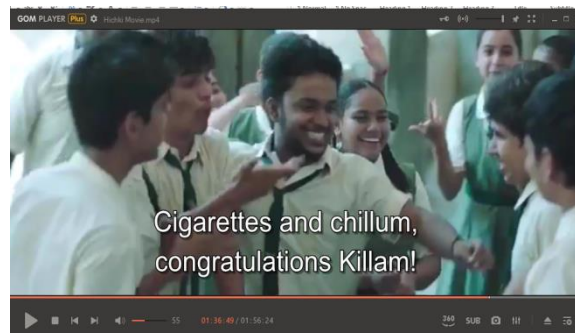 GOM PLAYER Plus Hichki Movie.mp4
Cigarettes and chillum,
congratulations Killam!
55 01:36:49 / 01:56:24 360 SUB